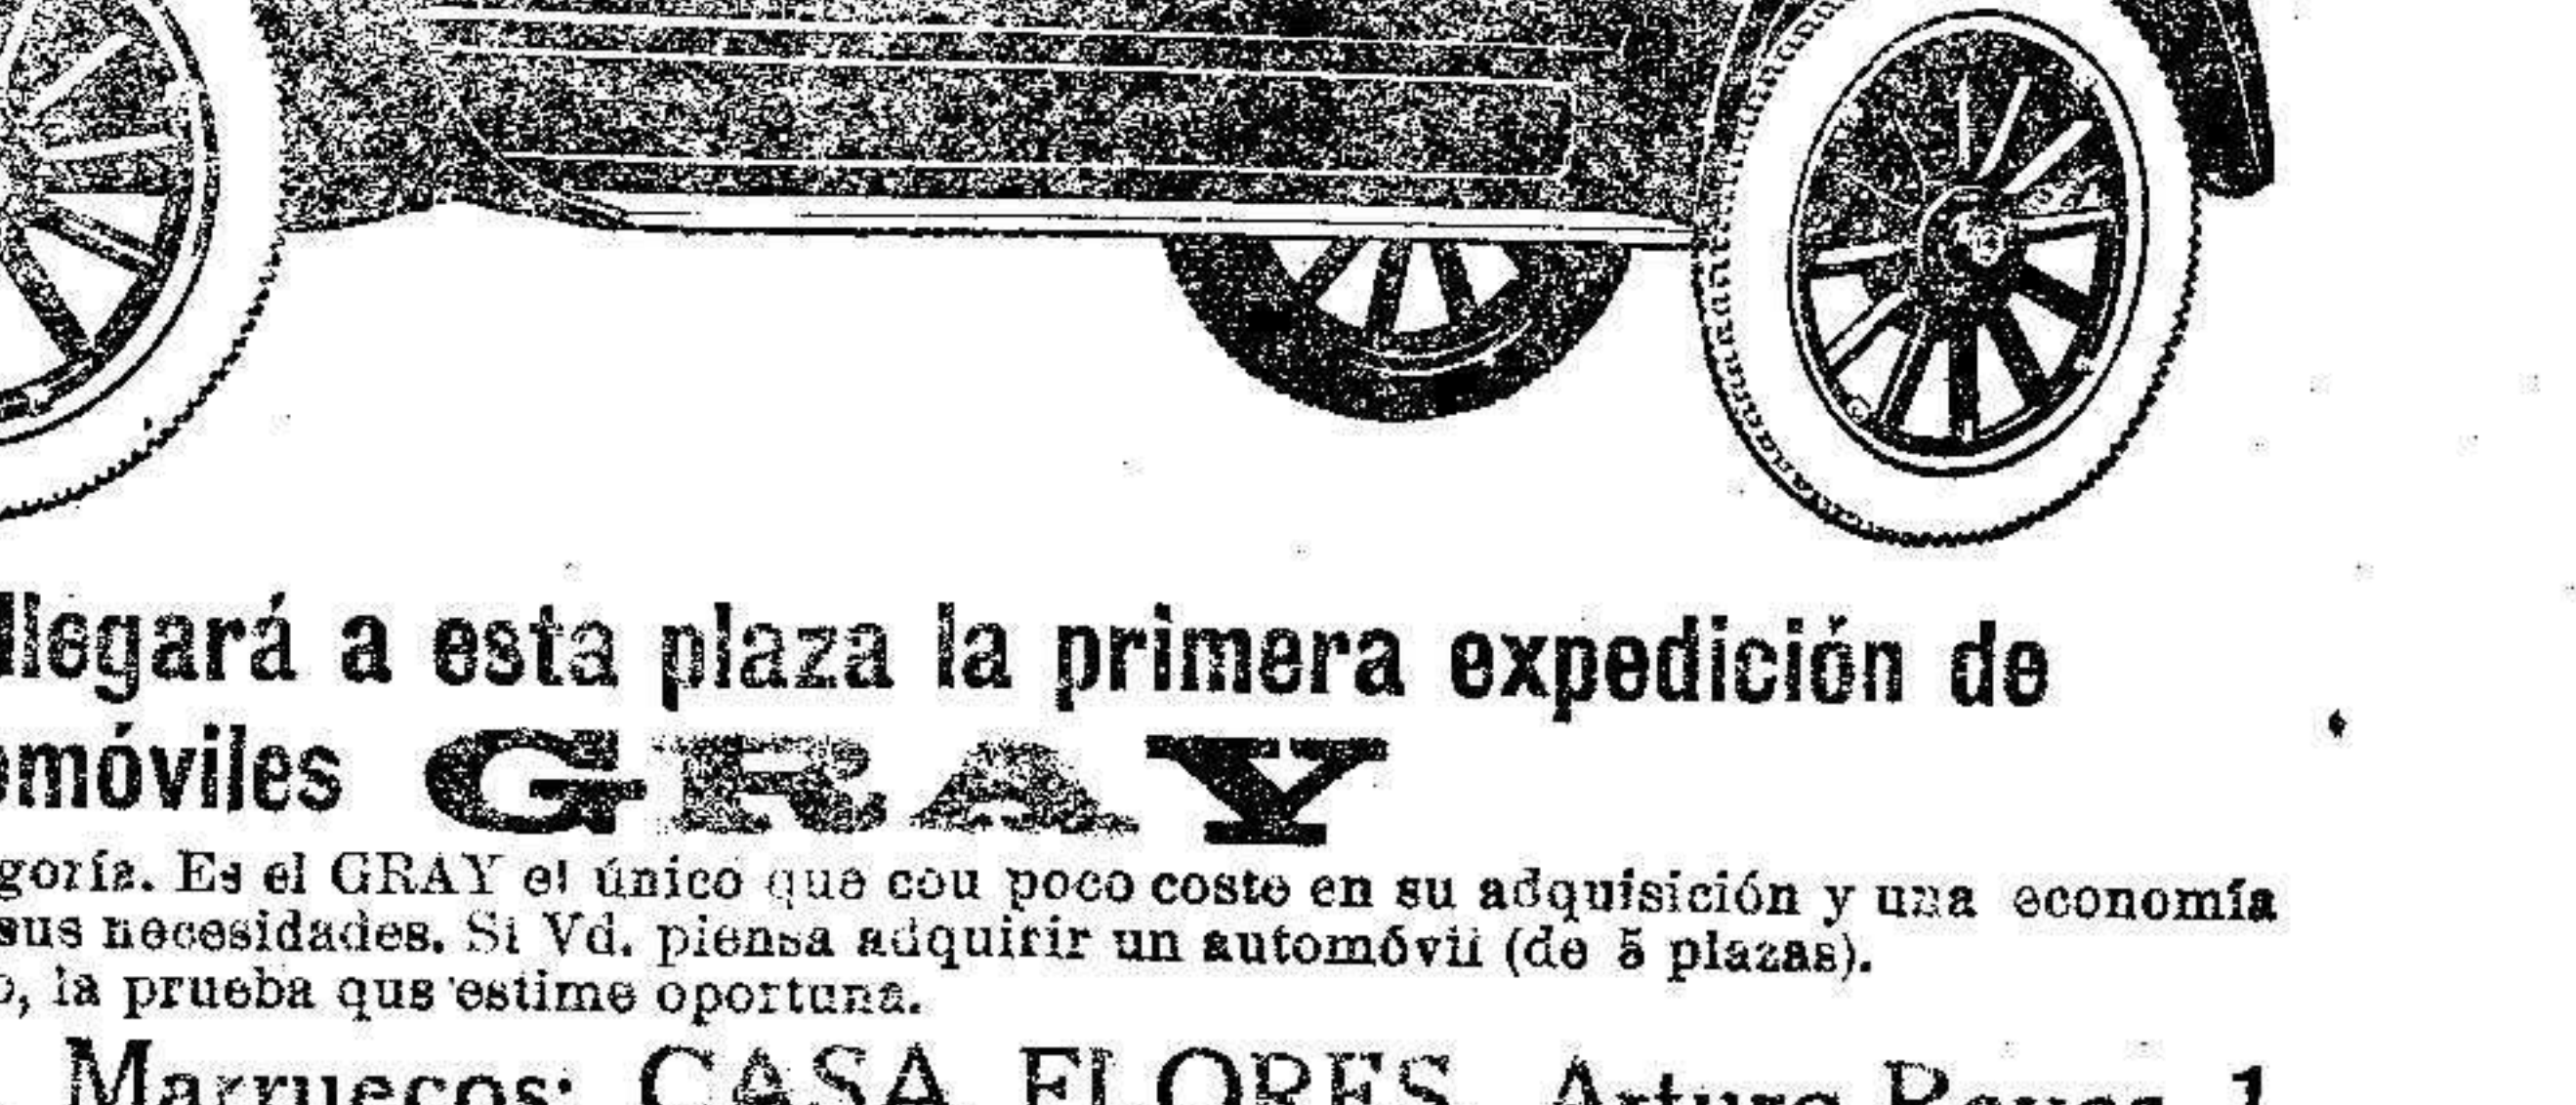 llegará a esta plaza la primera expedición de
móviles GRAY
goría. Es el GRAY el único que con poco coste en su adquisición y una economía
sus necesidades. Si Vd. piensa adquirir un automóvil (de 5 plazas).
, la prueba que estime oportuna.
Marruecos: CASA FLORES Arturo Reyes 1